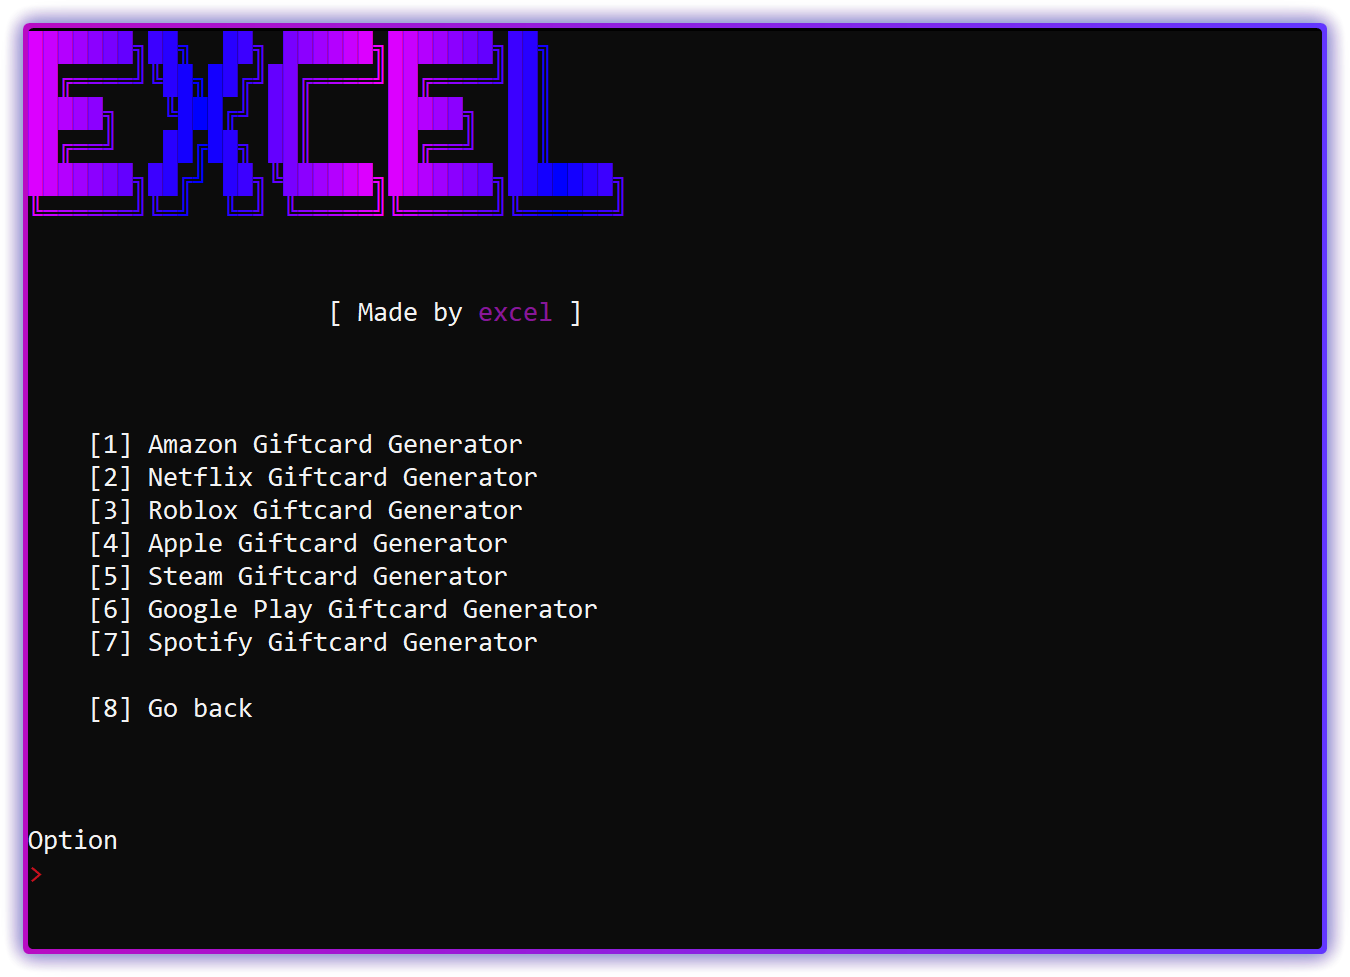 EXCEL
[ Made by excel ]
[1] Amazon Giftcard Generator
[2] Netflix Giftcard Generator
[3] Roblox Giftcard Generator
[4] Apple Giftcard Generator
[5] Steam Giftcard Generator
[6] Google Play Giftcard Generator
[7] Spotify Giftcard Generator
[8] Go back
Option
>